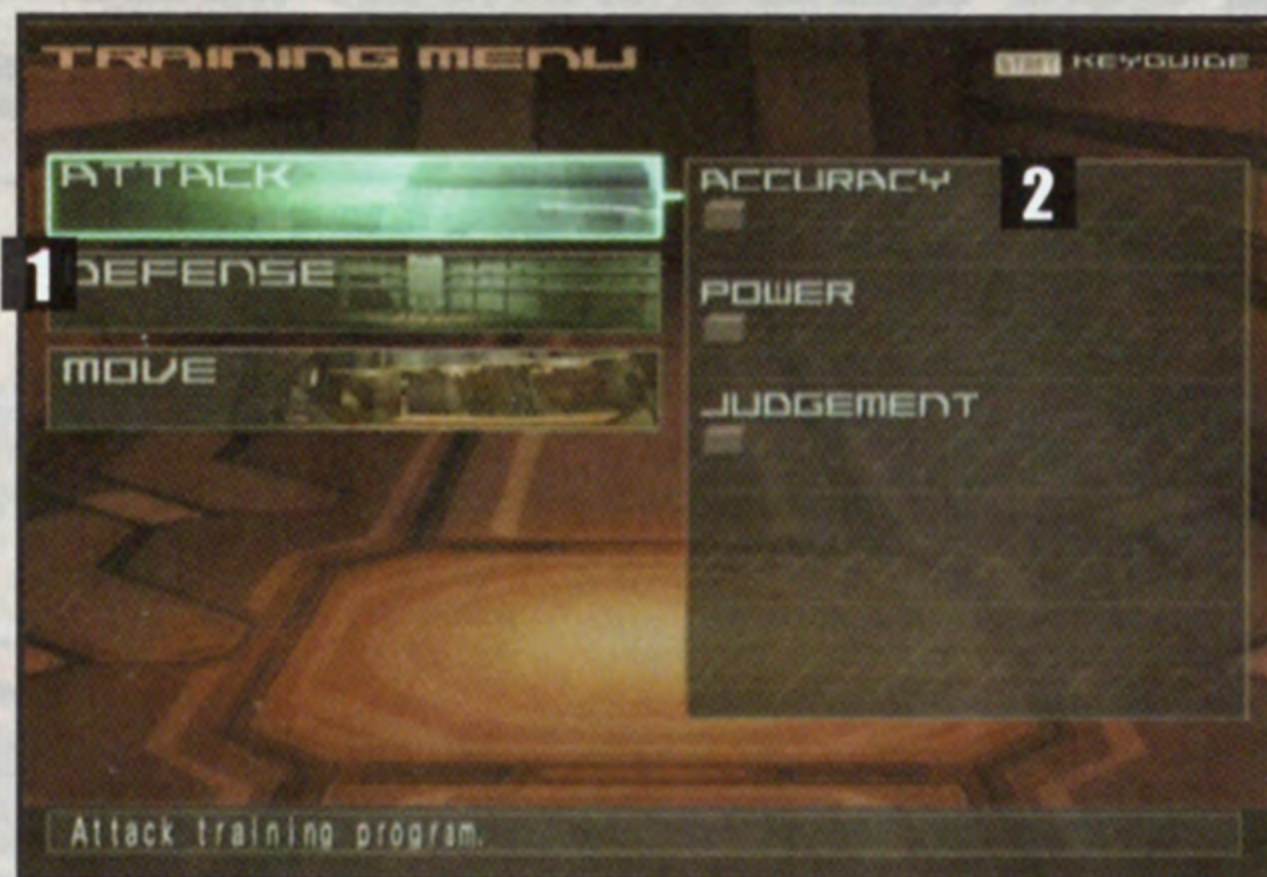 TRAINING MENU
START KEYGUIDE
ATTACK
1 DEFENSE
MOVE
ACCURACY
2
POWER
JUDGEMENT
Attack training program.